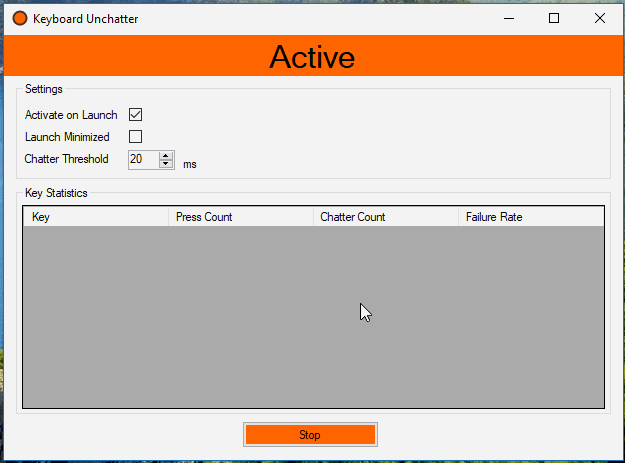 Keyboard Unchatter
Active
Settings
Activate on Launch
Launch Minimized
Chatter Threshold 20 ms
Key Statistics
Key Press Count Chatter Count Failure Rate
Stop